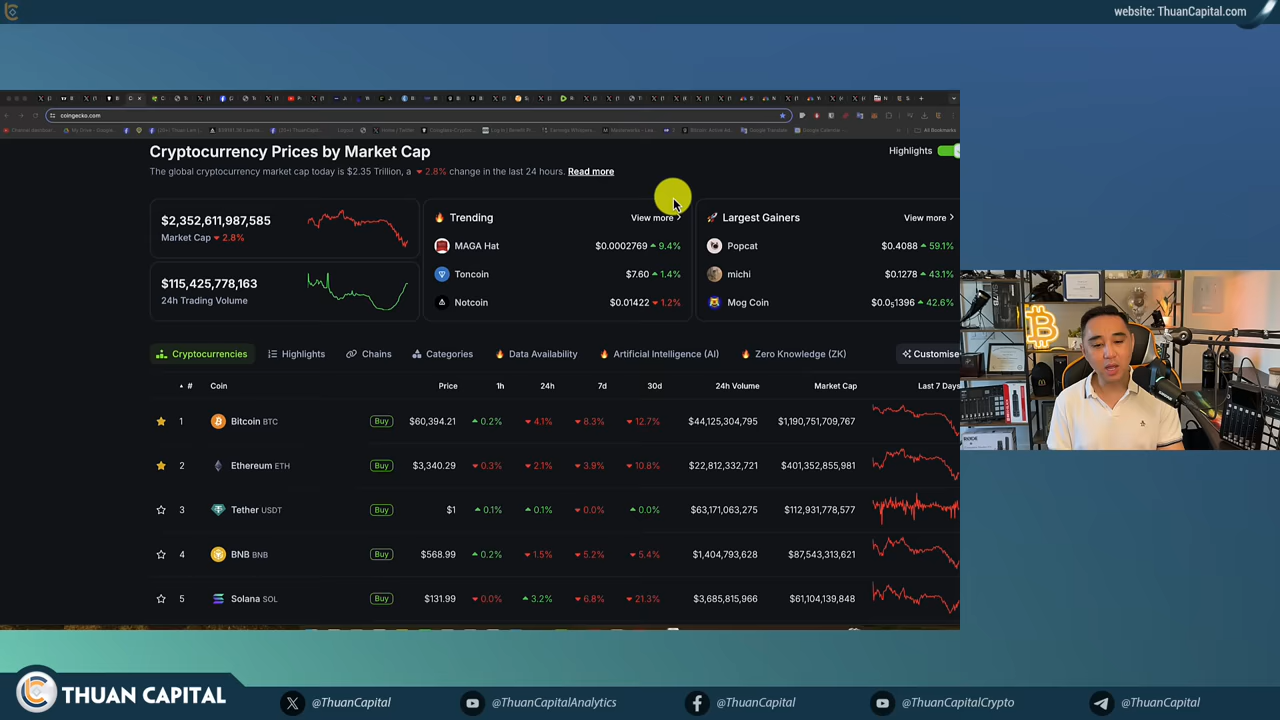 website: ThuanCapital.com
coingecko.com
All Bookmarks
Cryptocurrency Prices by Market Cap
Highlights
The global cryptocurrency market cap today is $2.35 Trillion, a 2.8% change in the last 24 hours. Read more
$2,352,611,987,585
Market Cap 2.8%
$115,425,778,163
24h Trading Volume
Trending View more
MAGA Hat $0.0002769 9.4%
Toncoin $7.60 1.4%
Notcoin $0.01422 1.2%
Largest Gainers View more
Popcat $0.4088 59.1%
michi $0.1278 43.1%
Mog Coin $0.0₅1396 42.6%
Cryptocurrencies Highlights Chains Categories Data Availability Artificial Intelligence (AI) Zero Knowledge (ZK) Customise
# Coin Price 1h 24h 7d 30d 24h Volume Market Cap Last 7 Days
1 Bitcoin BTC Buy $60,394.21 0.2% 4.1% 8.3% 12.7% $44,125,304,795 $1,190,751,709,767
2 Ethereum ETH Buy $3,340.29 0.3% 2.1% 3.9% 10.8% $22,812,332,721 $401,352,855,981
3 Tether USDT Buy $1 0.1% 0.1% 0.0% 0.0% $63,171,063,275 $112,931,778,577
4 BNB BNB Buy $568.99 0.2% 1.5% 5.2% 5.4% $1,404,793,628 $87,543,313,621
5 Solana SOL Buy $131.99 0.0% 3.2% 6.8% 21.3% $3,685,815,966 $61,104,139,848
THUAN CAPITAL @ThuanCapital @ThuanCapitalAnalytics @ThuanCapital @ThuanCapitalCrypto @ThuanCapital